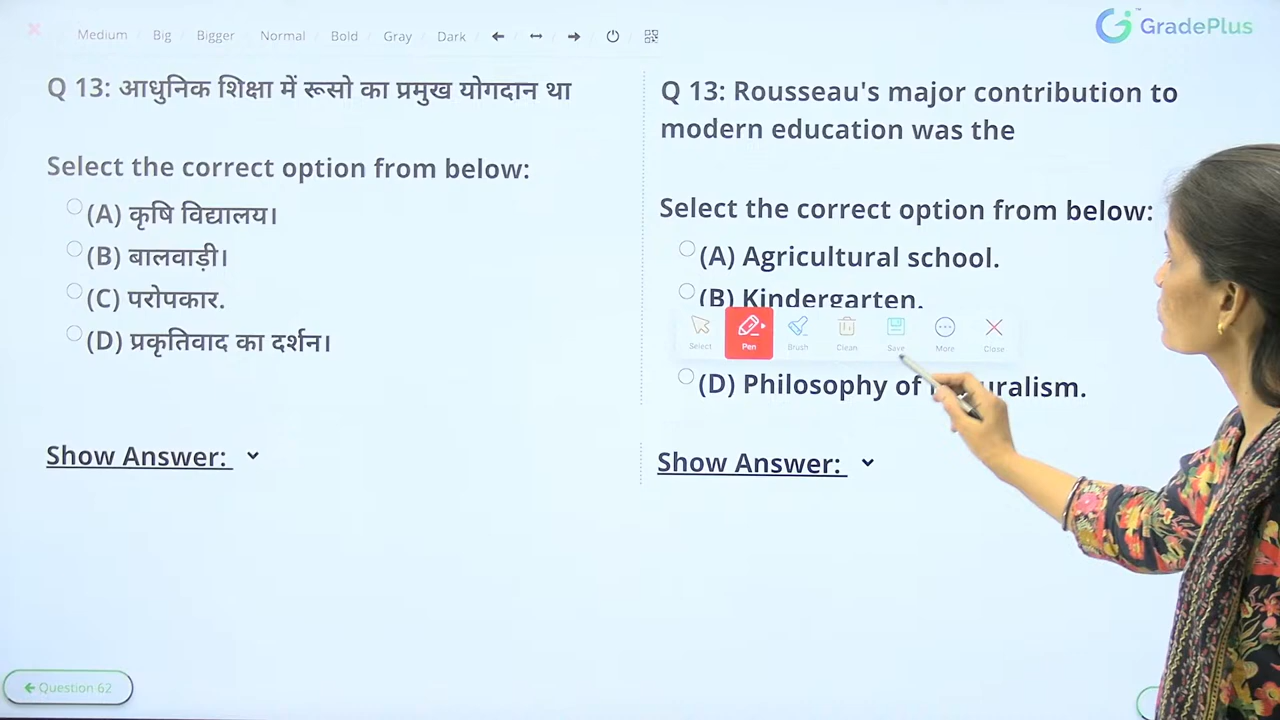 Medium / Big / Bigger / Normal / Bold / Gray / Dark
GradePlus
Q 13: आधुनिक शिक्षा में रूसो का प्रमुख योगदान था
Select the correct option from below:
(A) कृषि विद्यालय।
(B) बालवाड़ी।
(C) परोपकार.
(D) प्रकृतिवाद का दर्शन।
Show Answer:
Q 13: Rousseau's major contribution to
modern education was the
Select the correct option from below:
(A) Agricultural school.
(B) Kindergarten.
Select Pen Brush Clean Save More Close
(D) Philosophy of
Show Answer:
Question 62